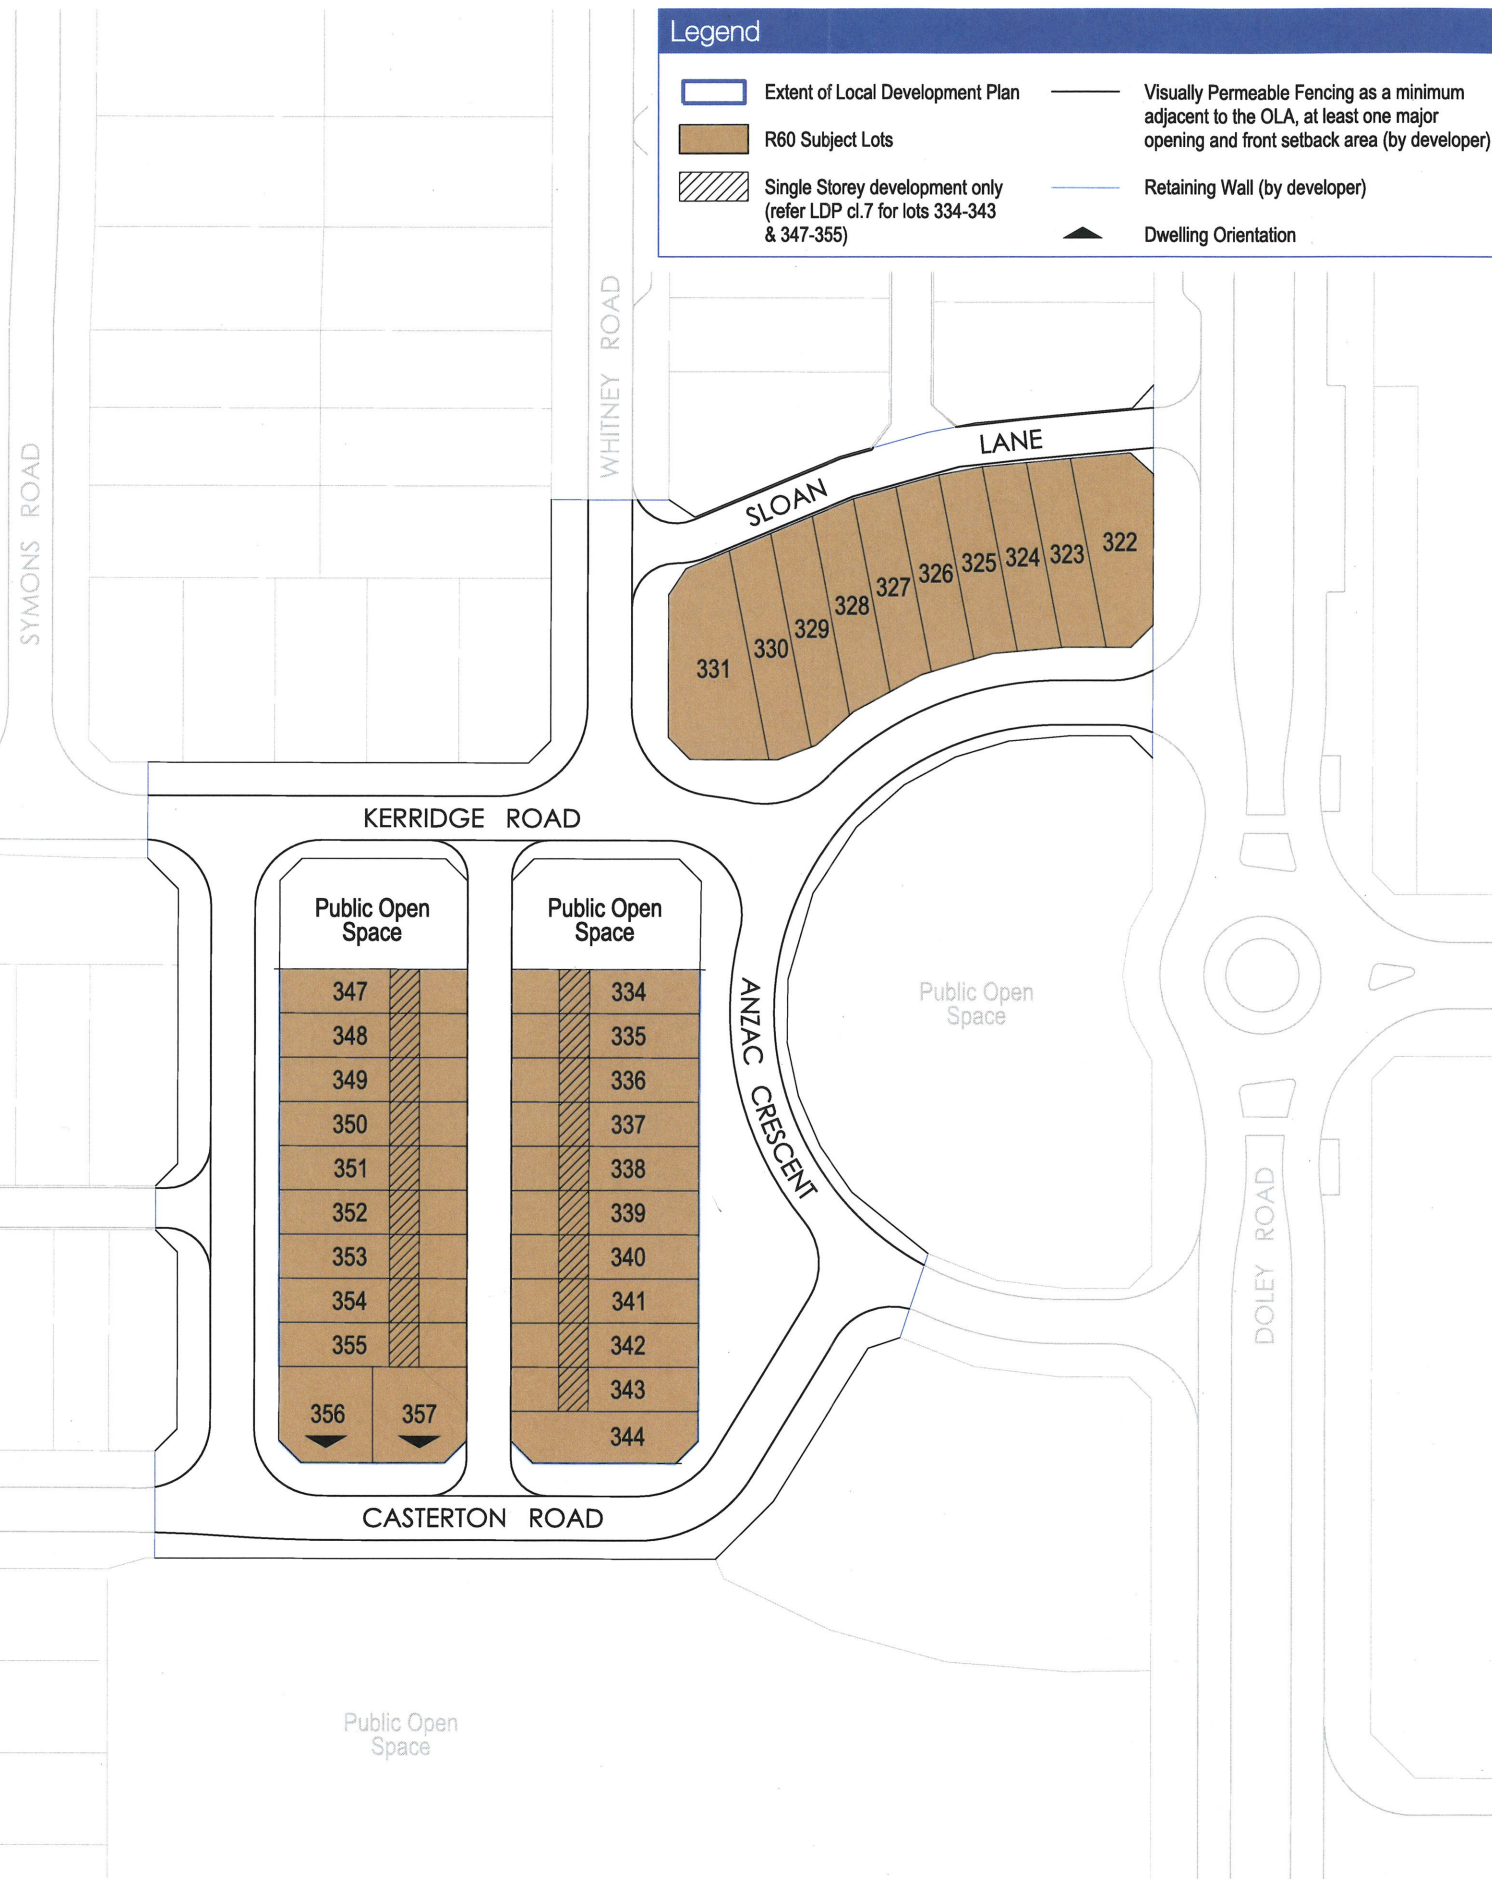 Legend
Extent of Local Development Plan
R60 Subject Lots
Single Storey development only
(refer LDP cl.7 for lots 334-343
& 347-355)
Visually Permeable Fencing as a minimum
adjacent to the OLA, at least one major
opening and front setback area (by developer)
Retaining Wall (by developer)
Dwelling Orientation
SYMONS ROAD
WHITNEY ROAD
SLOAN LANE
322
323
324
325
326
327
328
329
330
331
KERRIDGE ROAD
Public Open
Space
Public Open
Space
347
348
349
350
351
352
353
354
355
356
357
334
335
336
337
338
339
340
341
342
343
344
ANZAC CRESCENT
Public Open
Space
DOLEY ROAD
CASTERTON ROAD
Public Open
Space